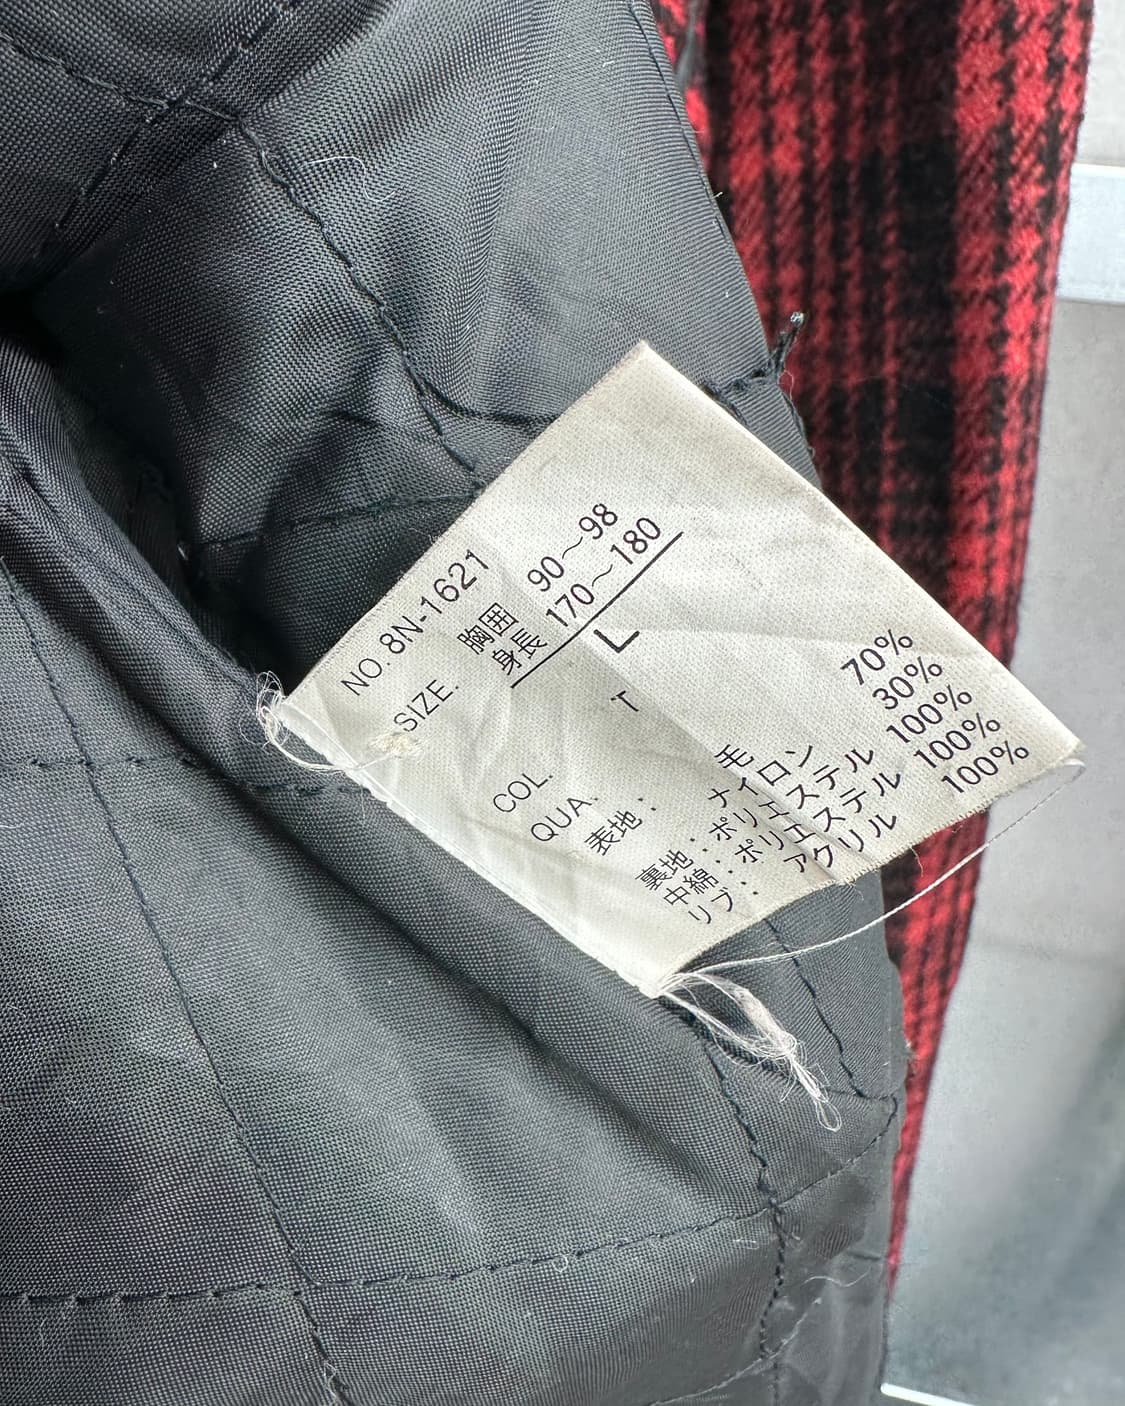 NO. 8N-1621
胸囲 90～98
SIZE. 身長 170～180
L
COL. T
QUA.
表地： 毛 70%
ナイロン 30%
裏地：ポリエステル 100%
中綿：ポリエステル 100%
リブ： アクリル 100%